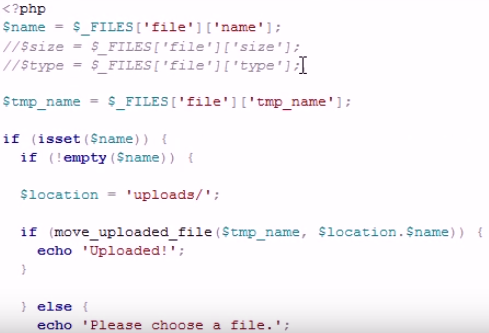 <?php
$name = $_FILES['file']['name'];
//$size = $_FILES['file']['size'];
//$type = $_FILES['file']['type'];
$tmp_name = $_FILES['file']['tmp_name'];
if (isset($name)) {
if (!empty($name)) {
$location = 'uploads/';
if (move_uploaded_file($tmp_name, $location.$name)) {
echo 'Uploaded!';
}
} else {
echo 'Please choose a file.';